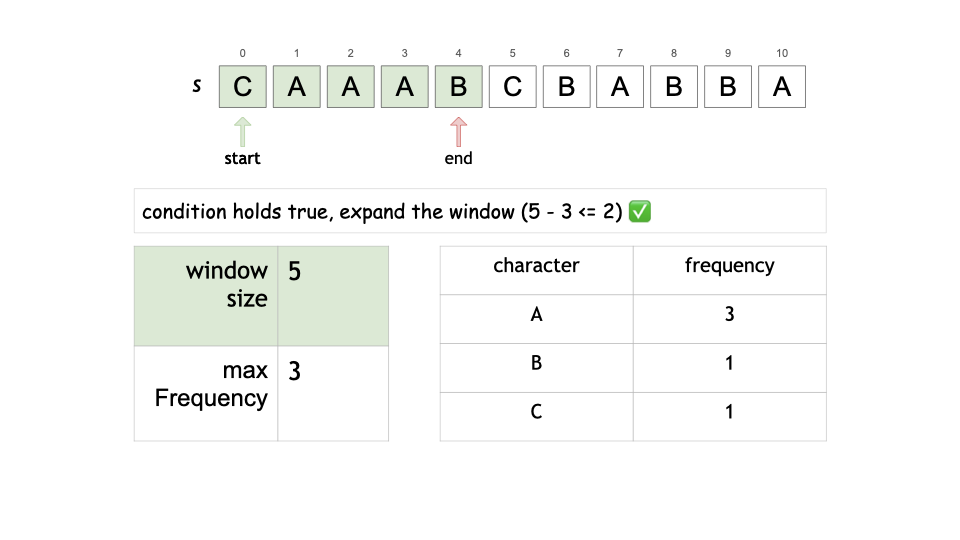 0 1 2 3 4 5 6 7 8 9 10
s C A A A B C B A B B A
start end
condition holds true, expand the window (5 - 3 <= 2) ✅
window size 5
max Frequency 3
character frequency
A 3
B 1
C 1